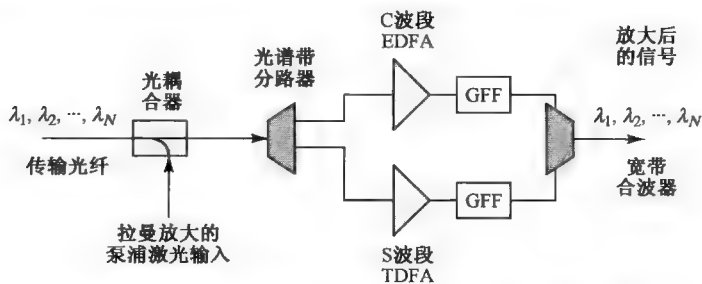 C波段
EDFA
放大后
的信号
光谱带
分路器
光耦
合器
GFF
λ1, λ2, ···, λN
λ1, λ2, ···, λN
传输光纤
宽带
合波器
GFF
拉曼放大的
泵浦激光输入
S波段
TDFA